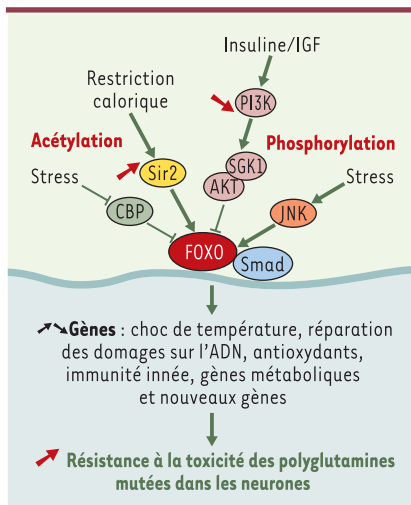 Insuline/IGF
Restriction
calorique
PI3K
Acétylation
Phosphorylation
SGK1
Stress
Sir2
AKT
Stress
CBP
JNK
FOXO
Smad
Gènes : choc de température, réparation
des domages sur l'ADN, antioxydants,
immunité innée, gènes métaboliques
et nouveaux gènes
Résistance à la toxicité des polyglutamines
mutées dans les neurones